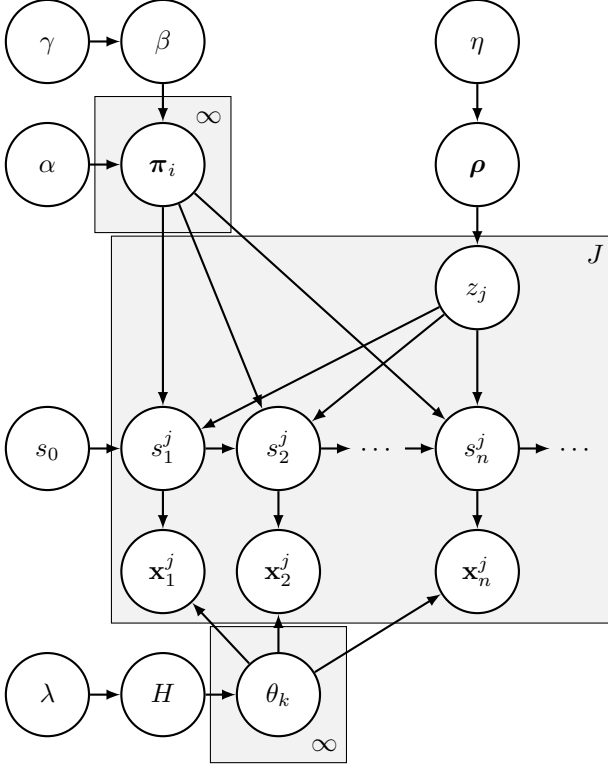 γ β η
∞
α π_i ρ
J
z_j
s_0 s_1^j s_2^j ... s_n^j ...
x_1^j x_2^j x_n^j
λ H θ_k
∞